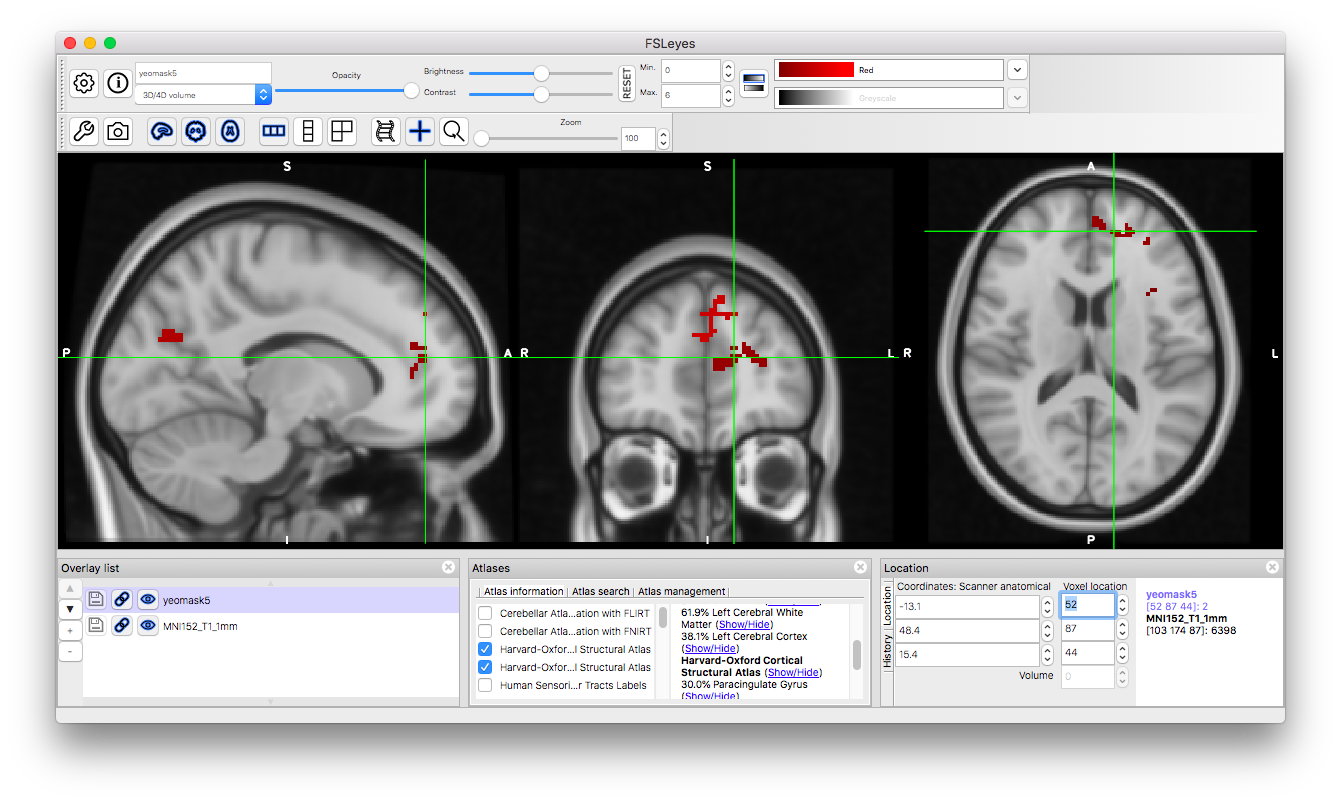 FSLeyes
yeomask5
3D/4D volume
Opacity
Brightness
Contrast
RESET
Min. 0
Max. 6
Red
Greyscale
Zoom
100
S
P
A
I
S
R
L
I
A
R
L
P
Overlay list
yeomask5
MNI152_T1_1mm
Atlases
Atlas information
Atlas search
Atlas management
Cerebellar Atla...ation with FLIRT
Cerebellar Atla...ation with FNIRT
Harvard-Oxfor...l Structural Atlas
Harvard-Oxfor...l Structural Atlas
Human Sensori...r Tracts Labels
61.9% Left Cerebral White
Matter (Show/Hide)
38.1% Left Cerebral Cortex
(Show/Hide)
Harvard-Oxford Cortical
Structural Atlas (Show/Hide)
30.0% Paracingulate Gyrus
(Show/Hide)
Location
Location
History
Coordinates: Scanner anatomical
Voxel location
-13.1
52
48.4
87
15.4
44
Volume
0
yeomask5
[52 87 44]: 2
MNI152_T1_1mm
[103 174 87]: 6398